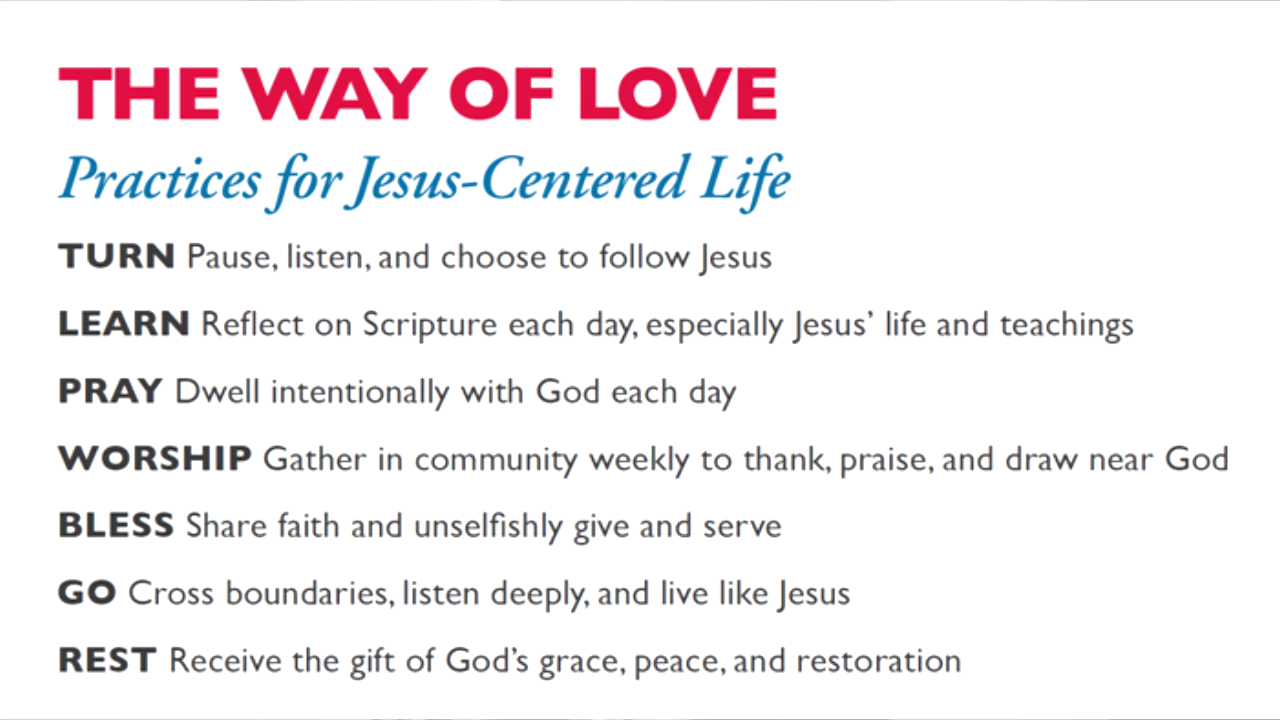 THE WAY OF LOVE
Practices for Jesus-Centered Life
TURN Pause, listen, and choose to follow Jesus
LEARN Reflect on Scripture each day, especially Jesus’ life and teachings
PRAY Dwell intentionally with God each day
WORSHIP Gather in community weekly to thank, praise, and draw near God
BLESS Share faith and unselfishly give and serve
GO Cross boundaries, listen deeply, and live like Jesus
REST Receive the gift of God’s grace, peace, and restoration